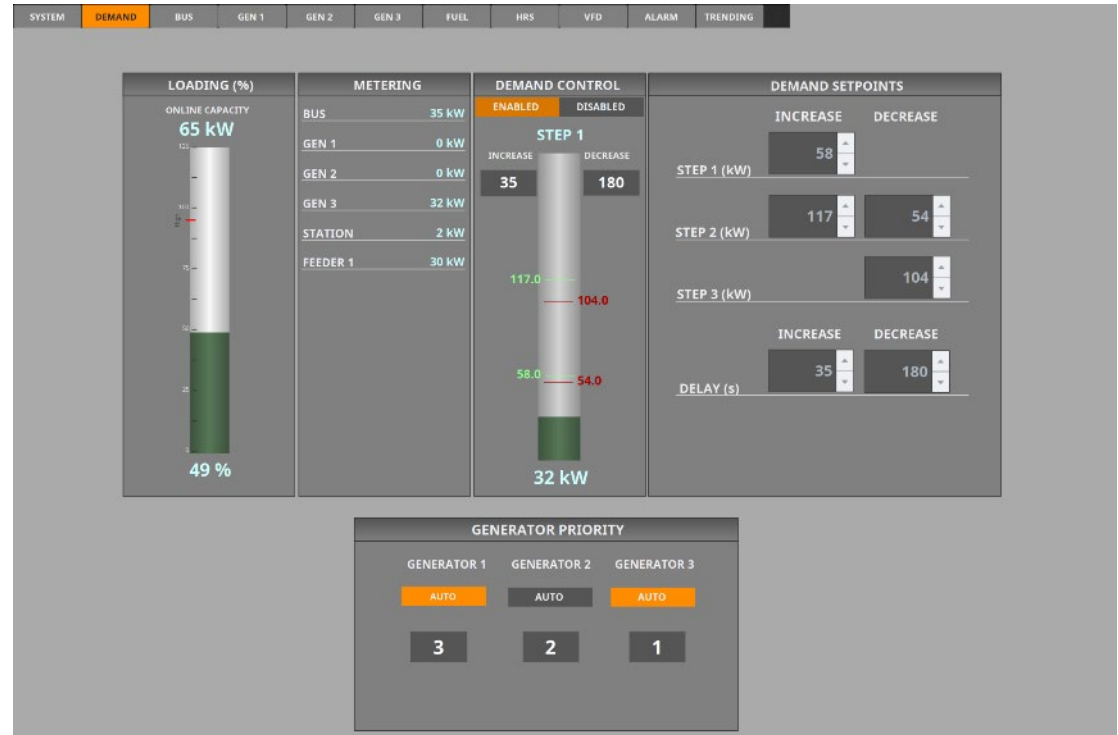 SYSTEM DEMAND BUS GEN 1 GEN 2 GEN 3 FUEL HRS VFD ALARM TRENDING
LOADING (%)
ONLINE CAPACITY
65 kW
125
100
High
75
50
25
0
49 %
METERING
BUS 35 kW
GEN 1 0 kW
GEN 2 0 kW
GEN 3 32 kW
STATION 2 kW
FEEDER 1 30 kW
DEMAND CONTROL
ENABLED DISABLED
STEP 1
INCREASE DECREASE
35 180
117.0
104.0
58.0
54.0
32 kW
DEMAND SETPOINTS
INCREASE DECREASE
STEP 1 (kW) 58
STEP 2 (kW) 117 54
STEP 3 (kW) 104
INCREASE DECREASE
DELAY (s) 35 180
GENERATOR PRIORITY
GENERATOR 1 GENERATOR 2 GENERATOR 3
AUTO AUTO AUTO
3 2 1